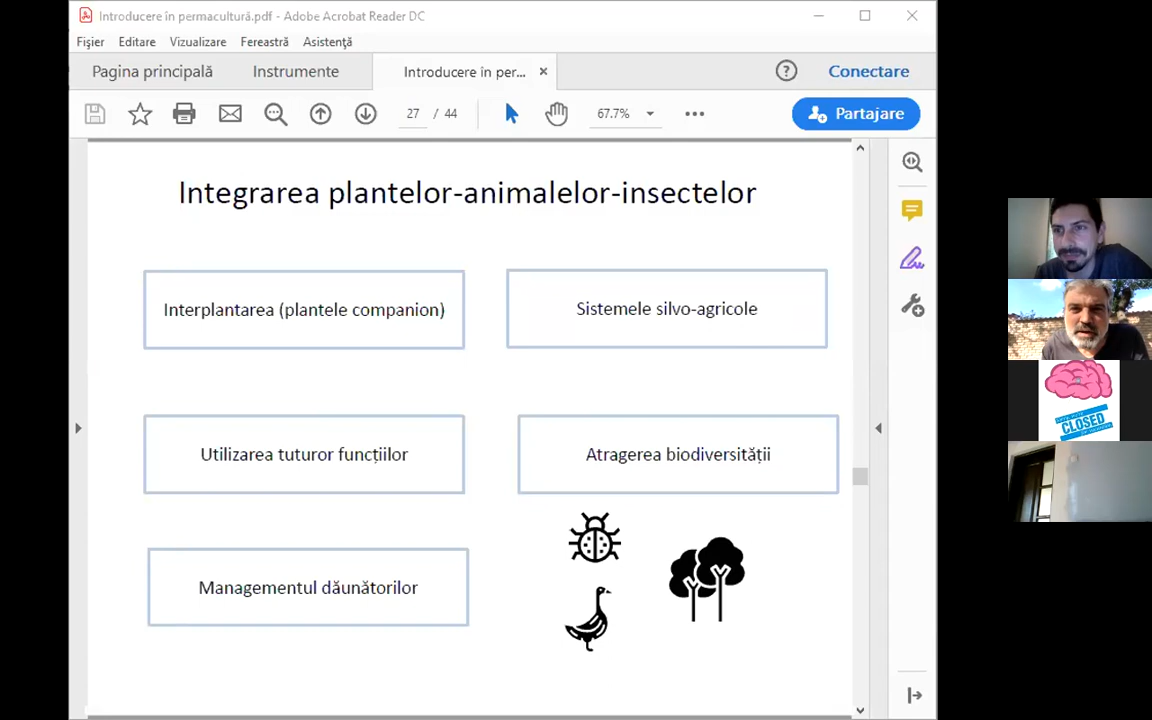 Introducere în permacultură.pdf - Adobe Acrobat Reader DC
Fișier Editare Vizualizare Fereastră Asistență
Pagina principală Instrumente Introducere în per... Conectare
27 / 44 67.7% Partajare
Integrarea plantelor-animalelor-insectelor
Interplantarea (plantele companion) Sistemele silvo-agricole
Utilizarea tuturor funcțiilor Atragerea biodiversității
Managementul dăunătorilor
CLOSED